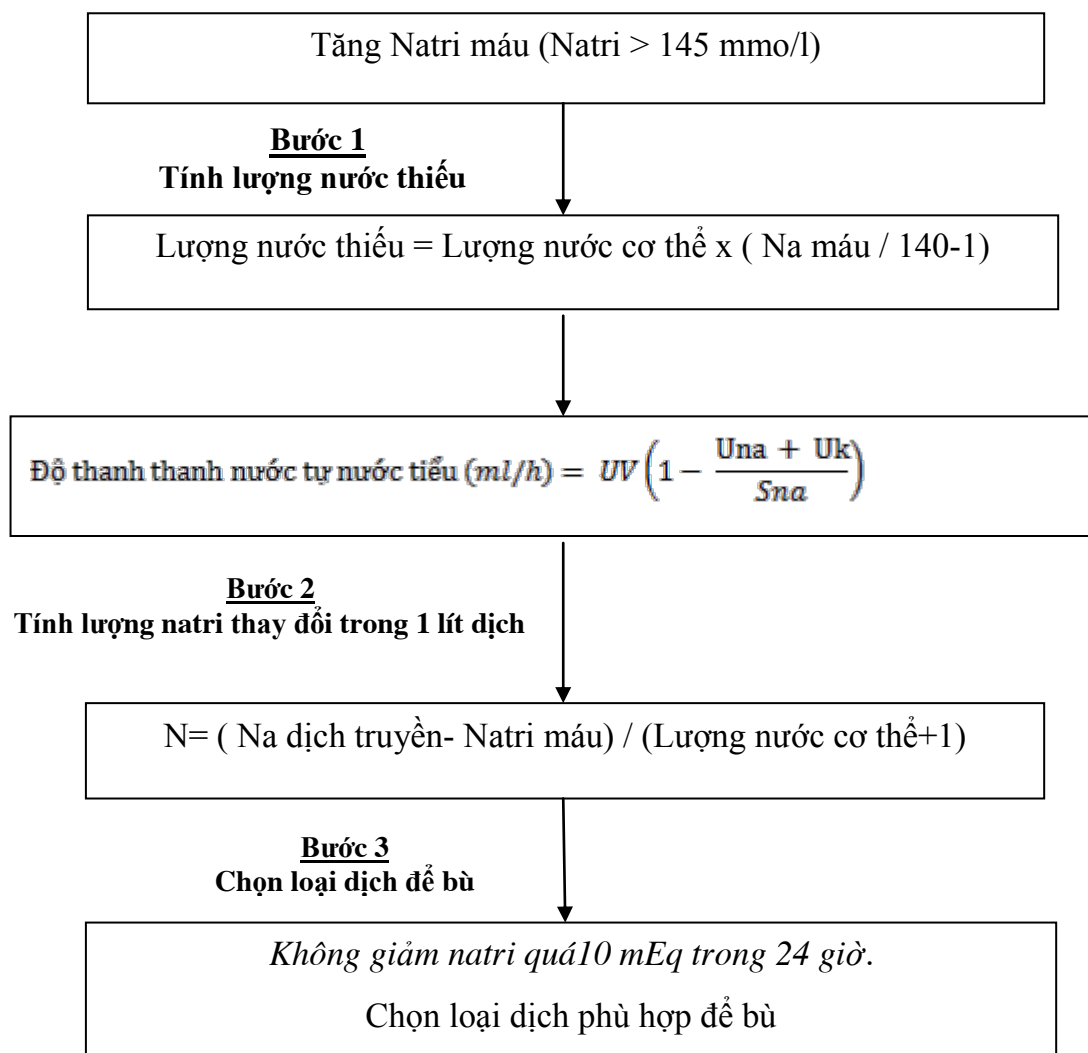 Tăng Natri máu (Natri > 145 mmo/l)
Bước 1
Tính lượng nước thiếu
Lượng nước thiếu = Lượng nước cơ thể x ( Na máu / 140-1)
Độ thanh thanh nước tự nước tiểu (ml/h) = UV(1 − (Una + Uk)/Sna)
Bước 2
Tính lượng natri thay đổi trong 1 lít dịch
N= ( Na dịch truyền- Natri máu) / (Lượng nước cơ thể+1)
Bước 3
Chọn loại dịch để bù
Không giảm natri quá10 mEq trong 24 giờ.
Chọn loại dịch phù hợp để bù